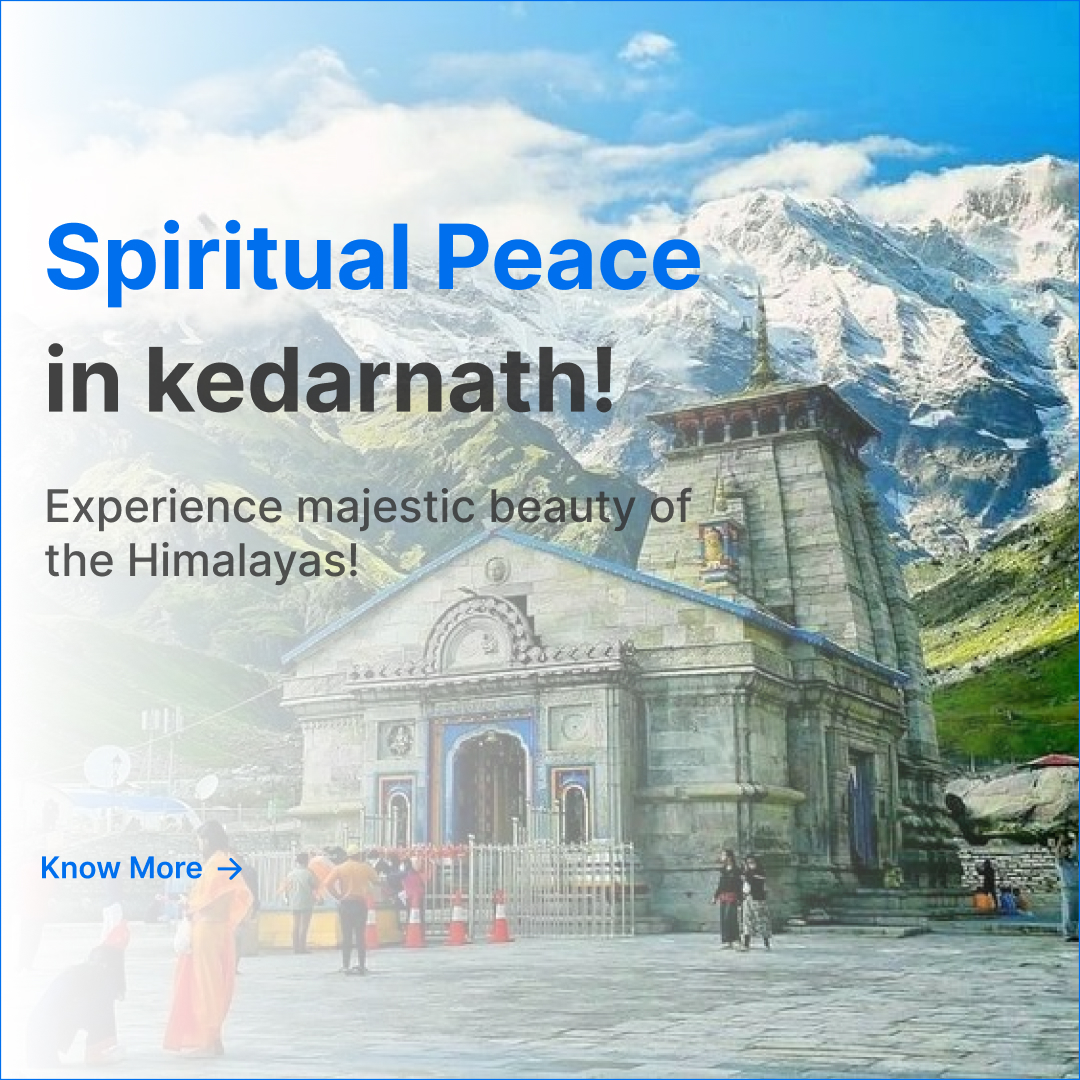 Spiritual Peace
in kedarnath!
Experience majestic beauty of
the Himalayas!
Know More →